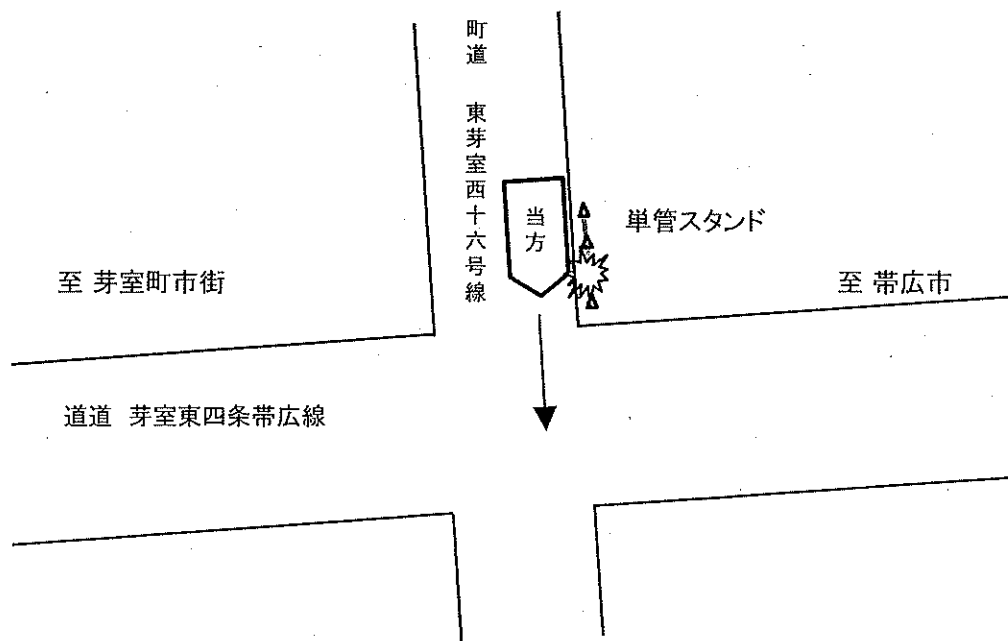 町道 東芽室西十六号線
当方
単管スタンド
至 芽室町市街
至 帯広市
道道 芽室東四条帯広線